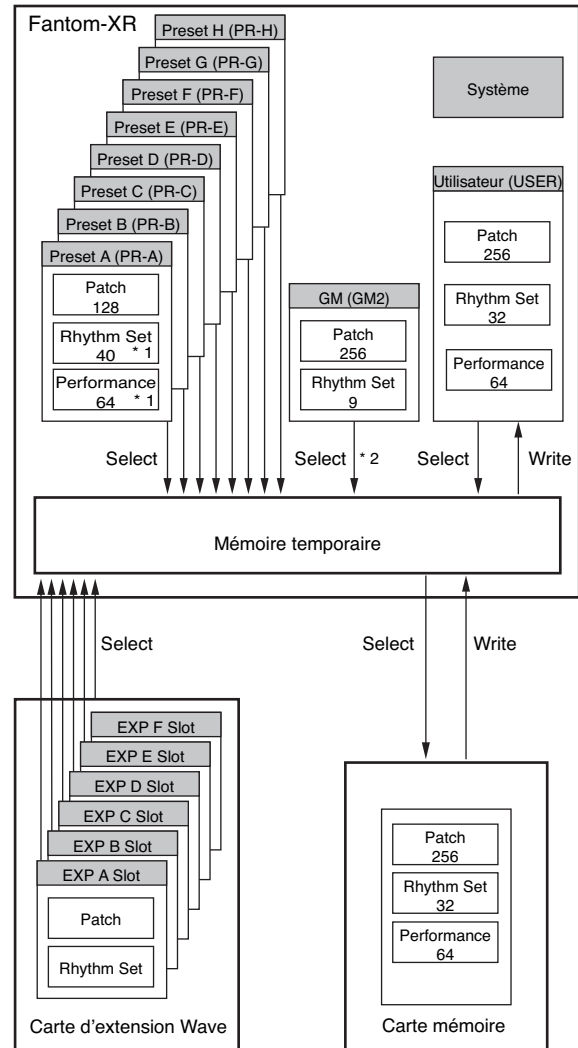 Fantom-XR
Preset H (PR-H)
Preset G (PR-G)
Preset F (PR-F)
Preset E (PR-E)
Preset D (PR-D)
Preset C (PR-C)
Preset B (PR-B)
Preset A (PR-A)
Patch
128
Rhythm Set
40 * 1
Performance
64 * 1
GM (GM2)
Patch
256
Rhythm Set
9
Système
Utilisateur (USER)
Patch
256
Rhythm Set
32
Performance
64
Select
Select * 2
Select
Write
Mémoire temporaire
Select
Select
Write
EXP F Slot
EXP E Slot
EXP D Slot
EXP C Slot
EXP B Slot
EXP A Slot
Patch
Rhythm Set
Carte d'extension Wave
Patch
256
Rhythm Set
32
Performance
64
Carte mémoire